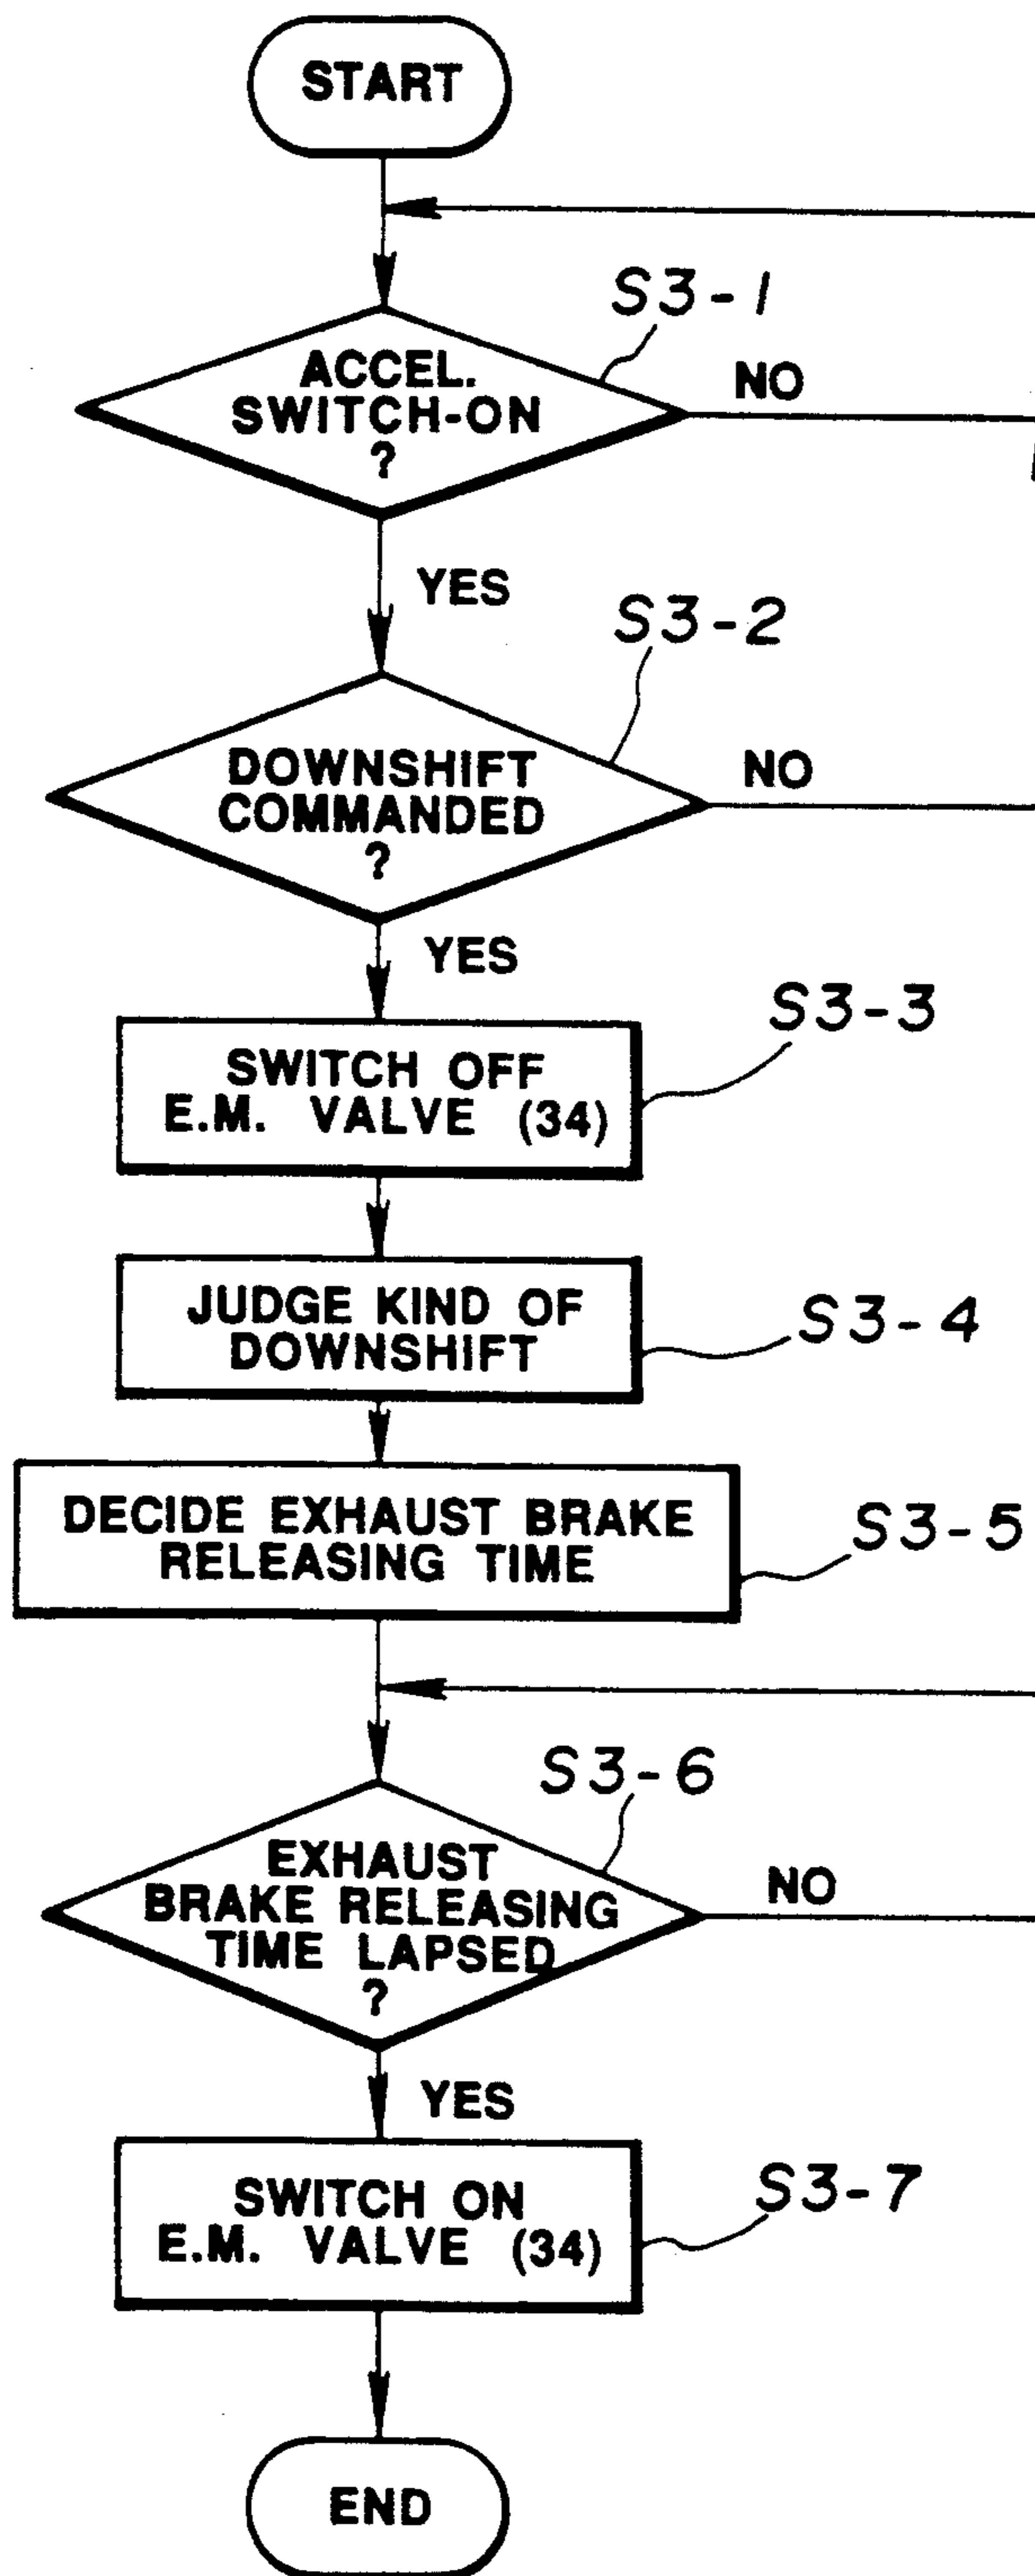 START
S3-1
ACCEL.
SWITCH-ON
?
NO
YES
S3-2
DOWNSHIFT
COMMANDED
?
NO
YES
S3-3
SWITCH OFF
E.M. VALVE (34)
JUDGE KIND OF
DOWNSHIFT
S3-4
DECIDE EXHAUST BRAKE
RELEASING TIME
S3-5
S3-6
EXHAUST
BRAKE RELEASING
TIME LAPSED
?
NO
YES
SWITCH ON
E.M. VALVE (34)
S3-7
END